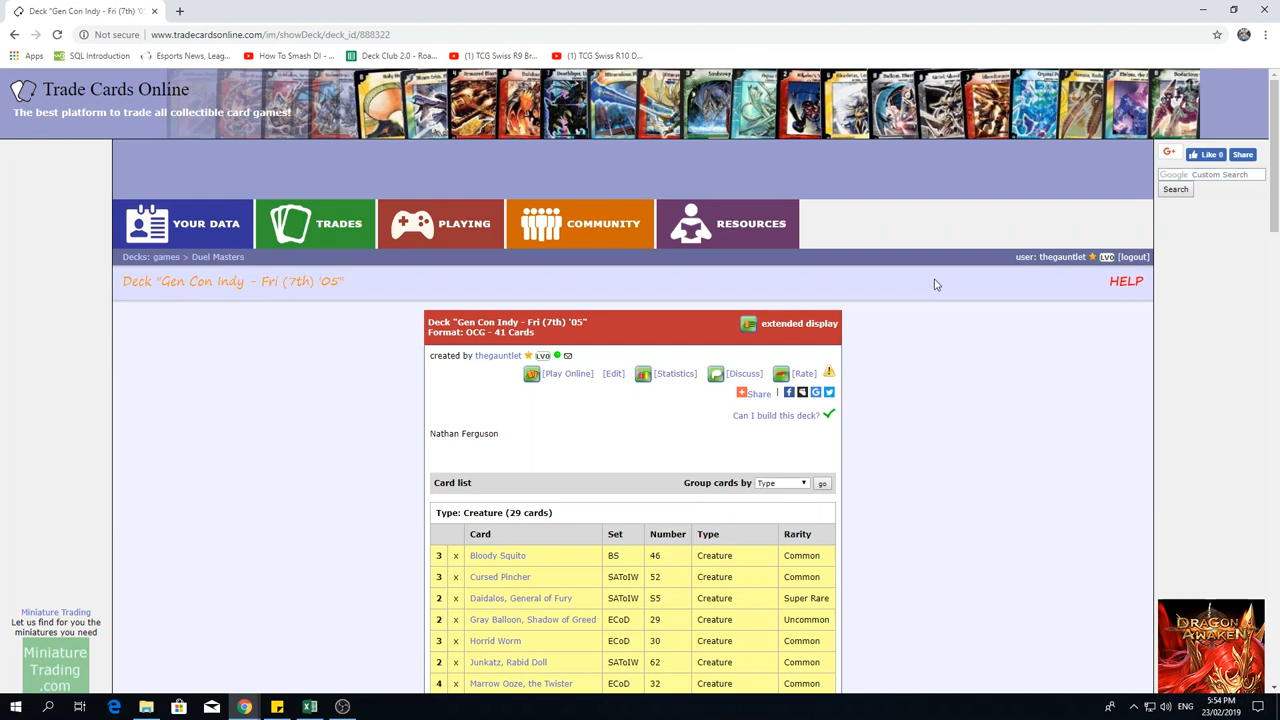 Deck "Gen Con Indy - Fri (7th) '05"
Not secure www.tradecardsonline.com/im/showDeck/deck_id/888322
Apps SQL Introduction Esports News, Leag... How To Smash DI - ... Deck Club 2.0 - Roa... (1) TCG Swiss R9 Br... (1) TCG Swiss R10 D...
Trade Cards Online
The best platform to trade all collectible card games!
Like 0 Share
Google Custom Search
Search
YOUR DATA TRADES PLAYING COMMUNITY RESOURCES
Decks: games > Duel Masters user: thegauntlet LV0 [logout]
Deck "Gen Con Indy - Fri (7th) '05" HELP
Deck "Gen Con Indy - Fri (7th) '05" extended display
Format: OCG - 41 Cards
created by thegauntlet LV0
[Play Online] [Edit] [Statistics] [Discuss] [Rate]
Share |
Can I build this deck?
Nathan Ferguson
Card list Group cards by Type go
Type: Creature (29 cards)
Card Set Number Type Rarity
3 x Bloody Squito BS 46 Creature Common
3 x Cursed Pincher SAToIW 52 Creature Common
2 x Daidalos, General of Fury SAToIW S5 Creature Super Rare
2 x Gray Balloon, Shadow of Greed ECoD 29 Creature Uncommon
3 x Horrid Worm ECoD 30 Creature Common
2 x Junkatz, Rabid Doll SAToIW 62 Creature Common
4 x Marrow Ooze, the Twister ECoD 32 Creature Common
Miniature Trading
Let us find for you the
miniatures you need
Miniature
Trading
.com
DRAGON
AWAKEN
ENG
5:54 PM
23/02/2019